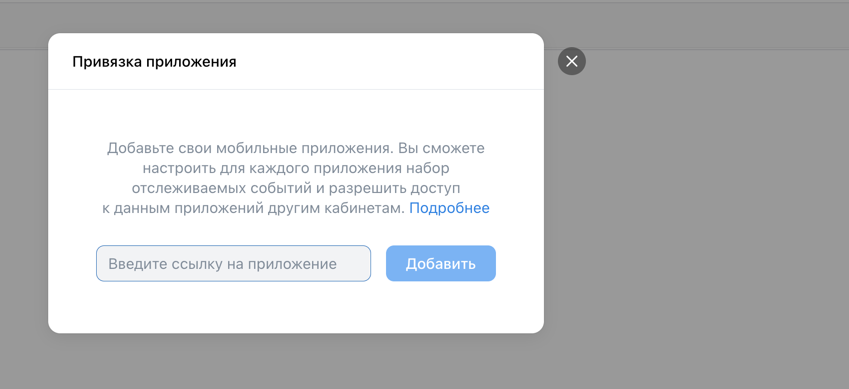 Привязка приложения
Добавьте свои мобильные приложения. Вы сможете
настроить для каждого приложения набор
отслеживаемых событий и разрешить доступ
к данным приложений другим кабинетам. Подробнее
Введите ссылку на приложение
Добавить